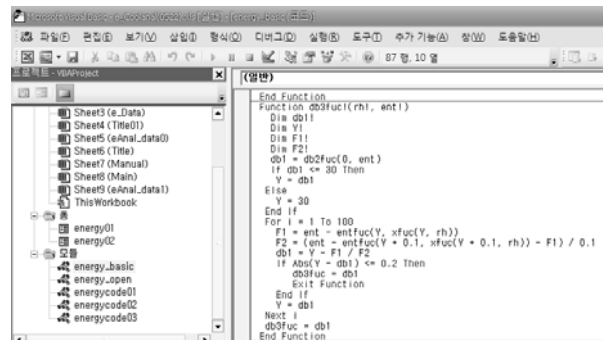 Microsoft Visual Basic - e_Cooland(0522).xls [설계] - [energy_basic (코드)]
파일(F) 편집(E) 보기(V) 삽입(I) 형식(O) 디버그(D) 실행(R) 도구(T) 추가 기능(A) 창(W) 도움말(H)
87 행, 10 열
프로젝트 - VBAProject
(일반)
Sheet3 (e_Data)
Sheet4 (Title01)
Sheet5 (eAnal_data0)
Sheet6 (Title)
Sheet7 (Manual)
Sheet8 (Main)
Sheet9 (eAnal_data1)
ThisWorkbook
폼
energy01
energy02
모듈
energy_basic
energy_open
energycode01
energycode02
energycode03
End Function
Function db3fuc!(rh!, ent!)
Dim db1!
Dim Y!
Dim F1!
Dim F2!
db1 = db2fuc(0, ent)
If db1 <= 30 Then
Y = db1
Else
Y = 30
End If
For i = 1 To 100
F1 = ent - entfuc(Y, xfuc(Y, rh))
F2 = (ent - entfuc(Y + 0.1, xfuc(Y + 0.1, rh)) - F1) / 0.1
db1 = Y - F1 / F2
If Abs(Y - db1) <= 0.2 Then
db3fuc = db1
Exit Function
End If
Y = db1
Next i
db3fuc = db1
End Function